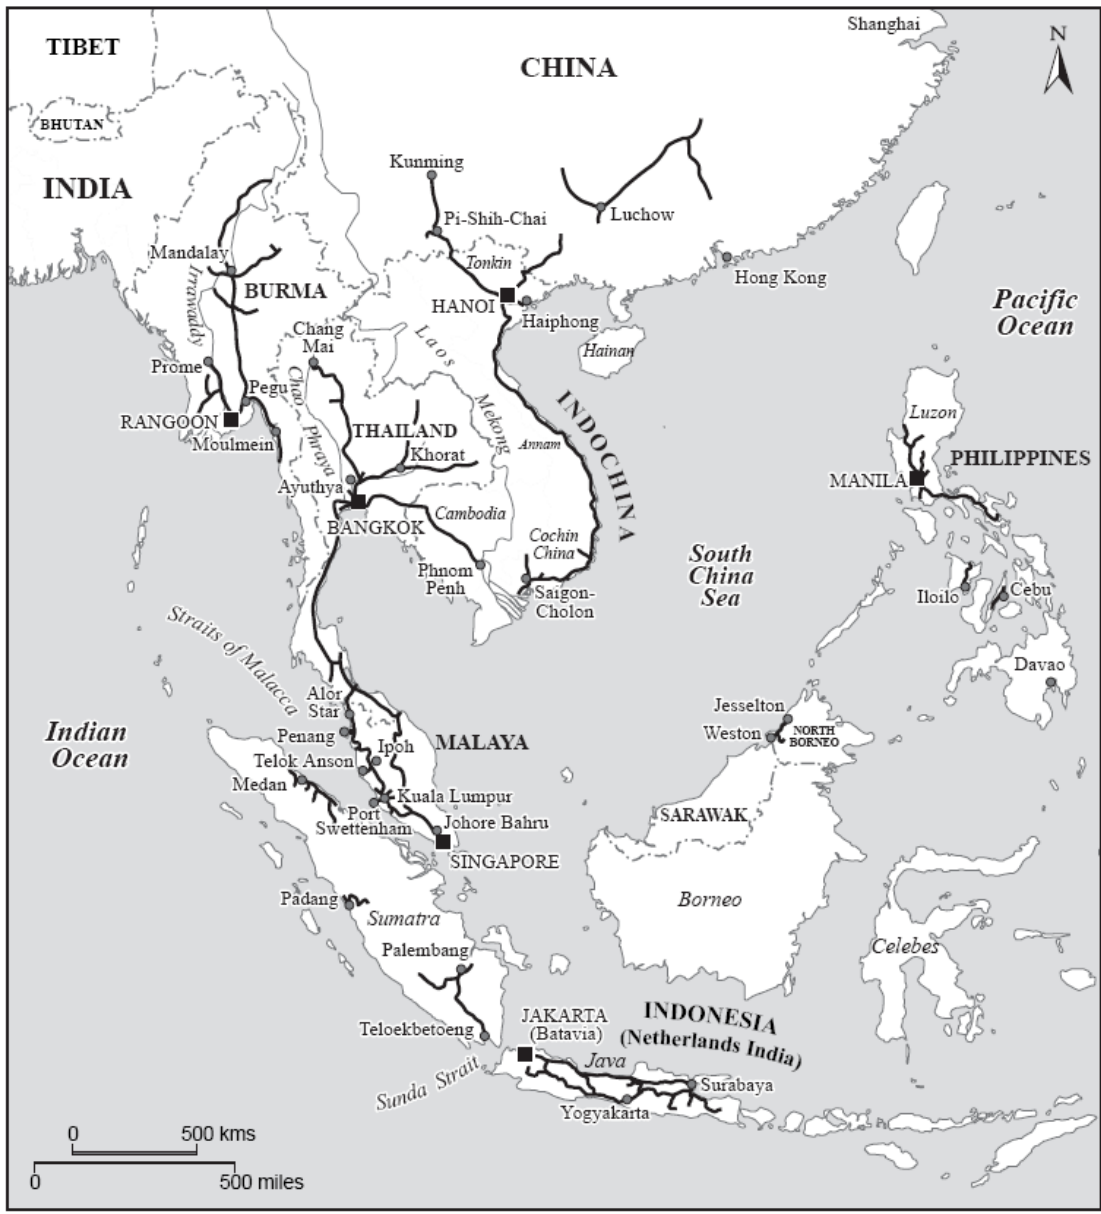 Shanghai
TIBET
CHINA
N
BHUTAN
INDIA
Kunming
Luchow
Pi-Shih-Chai
Mandalay
Tonkin
Hong Kong
Irrawaddy
BURMA
HANOI
Haiphong
Pacific
Ocean
Chang
Mai
Laos
Hainan
Prome
Pegu
Chao
Phraya
Mekong
INDOCHINA
RANGOON
Moulmein
THAILAND
Khorat
Annam
Luzon
PHILIPPINES
Ayuthya
MANILA
BANGKOK
Cambodia
Cochin
China
South
China
Sea
Phnom
Penh
Saigon-
Cholon
Iloilo
Cebu
Straits of Malacca
Davao
Alor
Star
Jesselton
Indian
Ocean
Penang
Ipoh
MALAYA
Weston
NORTH
BORNEO
Telok Anson
Medan
Kuala Lumpur
Port
Swettenham
Johore Bahru
SARAWAK
SINGAPORE
Padang
Sumatra
Borneo
Palembang
Celebes
JAKARTA
(Batavia)
INDONESIA
(Netherlands India)
Teloekbetoeng
Sunda Strait
Java
Surabaya
Yogyakarta
0 500 kms
0 500 miles